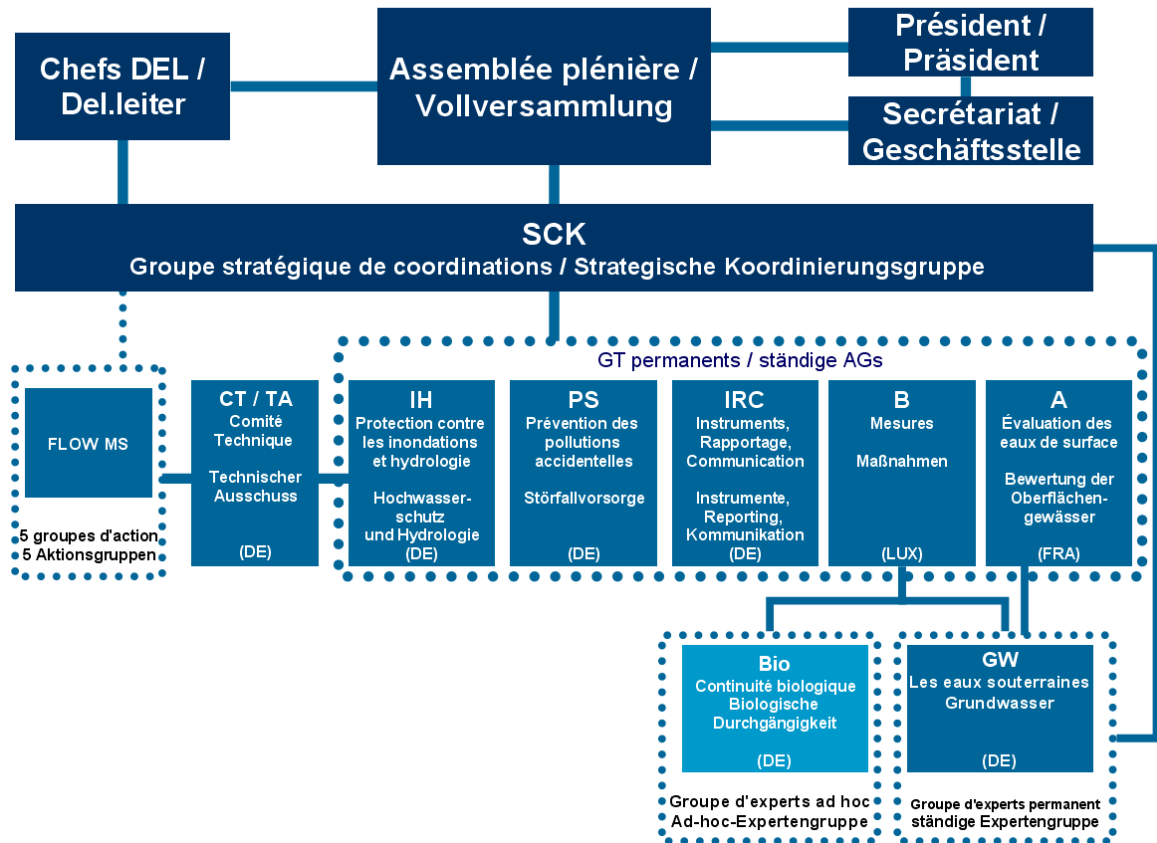 Chefs DEL /
Del.leiter
Assemblée plénière /
Vollversammlung
Président /
Präsident
Secrétariat /
Geschäftsstelle
SCK
Groupe stratégique de coordinations / Strategische Koordinierungsgruppe
GT permanents / ständige AGs
FLOW MS
5 groupes d'action
5 Aktionsgruppen
CT / TA
Comité
Technique
Technischer
Ausschuss
(DE)
IH
Protection contre
les inondations
et hydrologie
Hochwasser-
schutz
und Hydrologie
(DE)
PS
Prévention des
pollutions
accidentelles
Störfallvorsorge
(DE)
IRC
Instruments,
Rapportage,
Communication
Instrumente,
Reporting,
Kommunikation
(DE)
B
Mesures
Maßnahmen
(LUX)
A
Évaluation des
eaux de surface
Bewertung der
Oberflächen-
gewässer
(FRA)
Bio
Continuité biologique
Biologische
Durchgängigkeit
(DE)
Groupe d'experts ad hoc
Ad-hoc-Expertengruppe
GW
Les eaux souterraines
Grundwasser
(DE)
Groupe d'experts permanent
ständige Expertengruppe